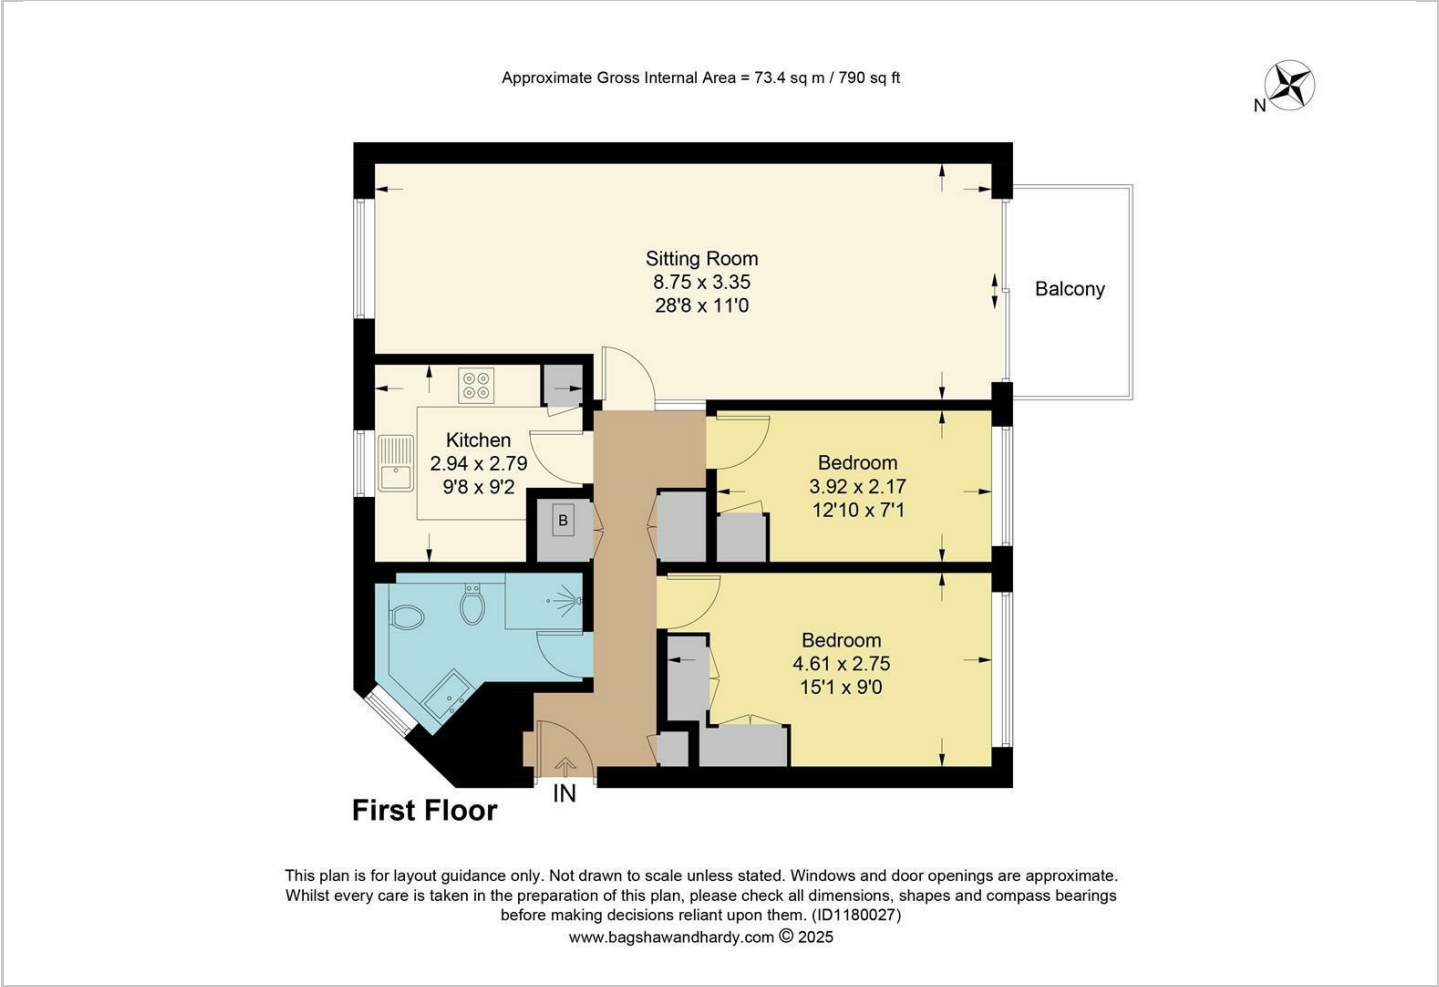 Approximate Gross Internal Area = 73.4 sq m / 790 sq ft
N
Sitting Room
8.75 x 3.35
28'8 x 11'0
Balcony
Kitchen
2.94 x 2.79
9'8 x 9'2
Bedroom
3.92 x 2.17
12'10 x 7'1
B
Bedroom
4.61 x 2.75
15'1 x 9'0
IN
First Floor
This plan is for layout guidance only. Not drawn to scale unless stated. Windows and door openings are approximate.
Whilst every care is taken in the preparation of this plan, please check all dimensions, shapes and compass bearings
before making decisions reliant upon them. (ID1180027)
www.bagshawandhardy.com © 2025